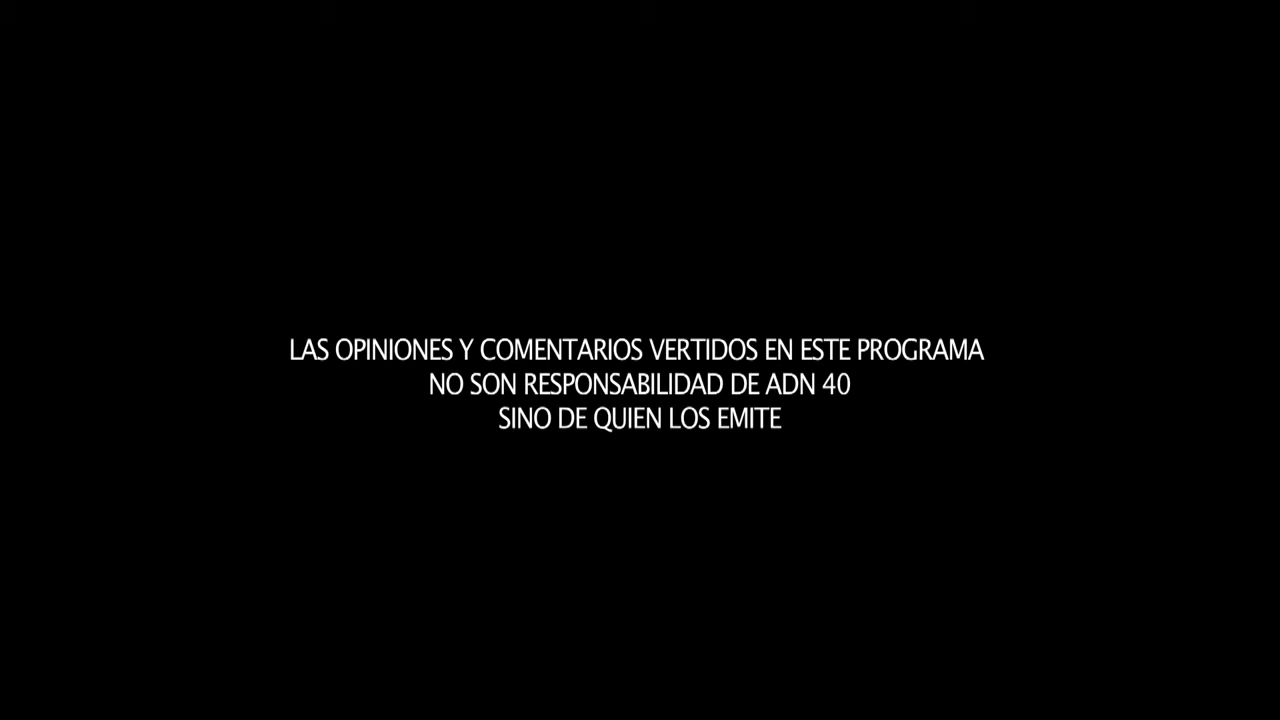 LAS OPINIONES Y COMENTARIOS VERTIDOS EN ESTE PROGRAMA
NO SON RESPONSABILIDAD DE ADN 40
SINO DE QUIEN LOS EMITE